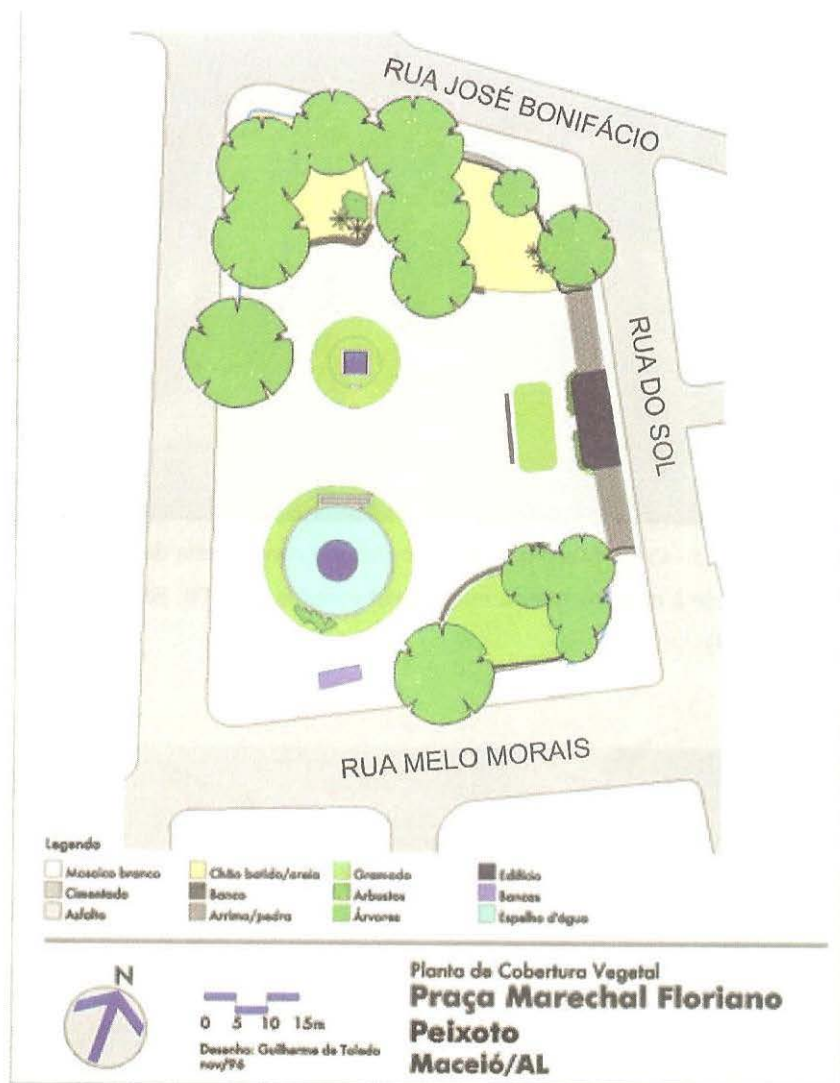 RUA JOSÉ BONIFÁCIO
RUA DO SOL
RUA MELO MORAIS
Legenda
Mosaico branco
Cimentado
Asfalto
Chão batido/areia
Banco
Arrimo/pedra
Gramado
Arbustos
Árvores
Edifício
Bancas
Espelho d'água
N
0 5 10 15m
Desenho: Guilherme de Toledo
nov/96
Planta de Cobertura Vegetal
Praça Marechal Floriano
Peixoto
Maceió/AL